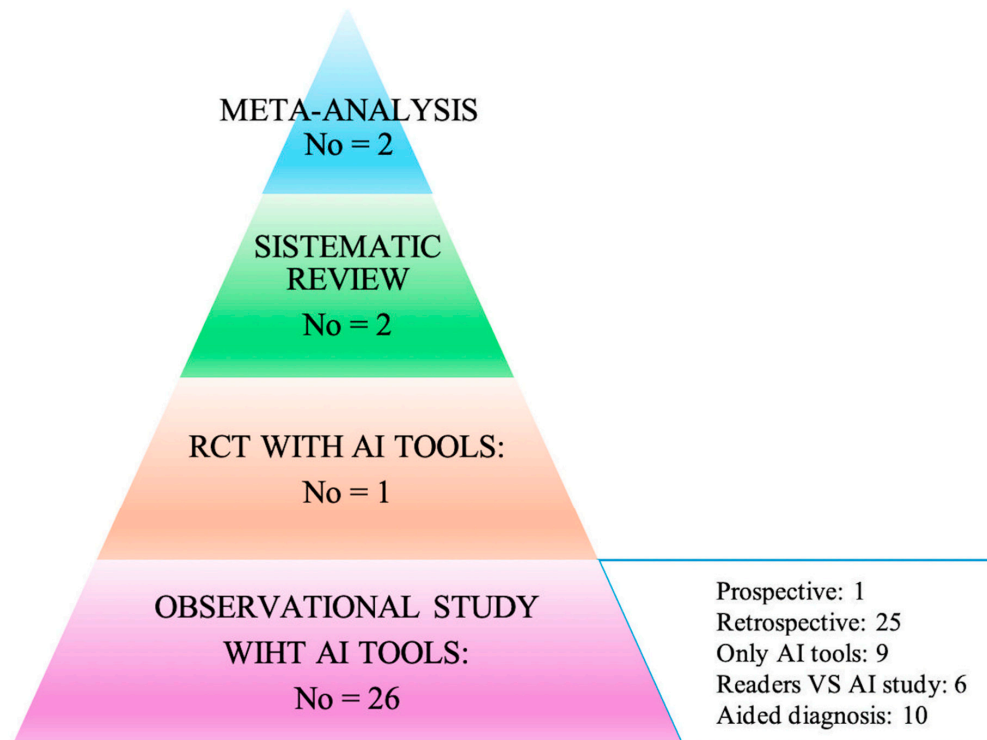 META-ANALYSIS
No = 2
SISTEMATIC
REVIEW
No = 2
RCT WITH AI TOOLS:
No = 1
OBSERVATIONAL STUDY
WIHT AI TOOLS:
No = 26
Prospective: 1
Retrospective: 25
Only AI tools: 9
Readers VS AI study: 6
Aided diagnosis: 10